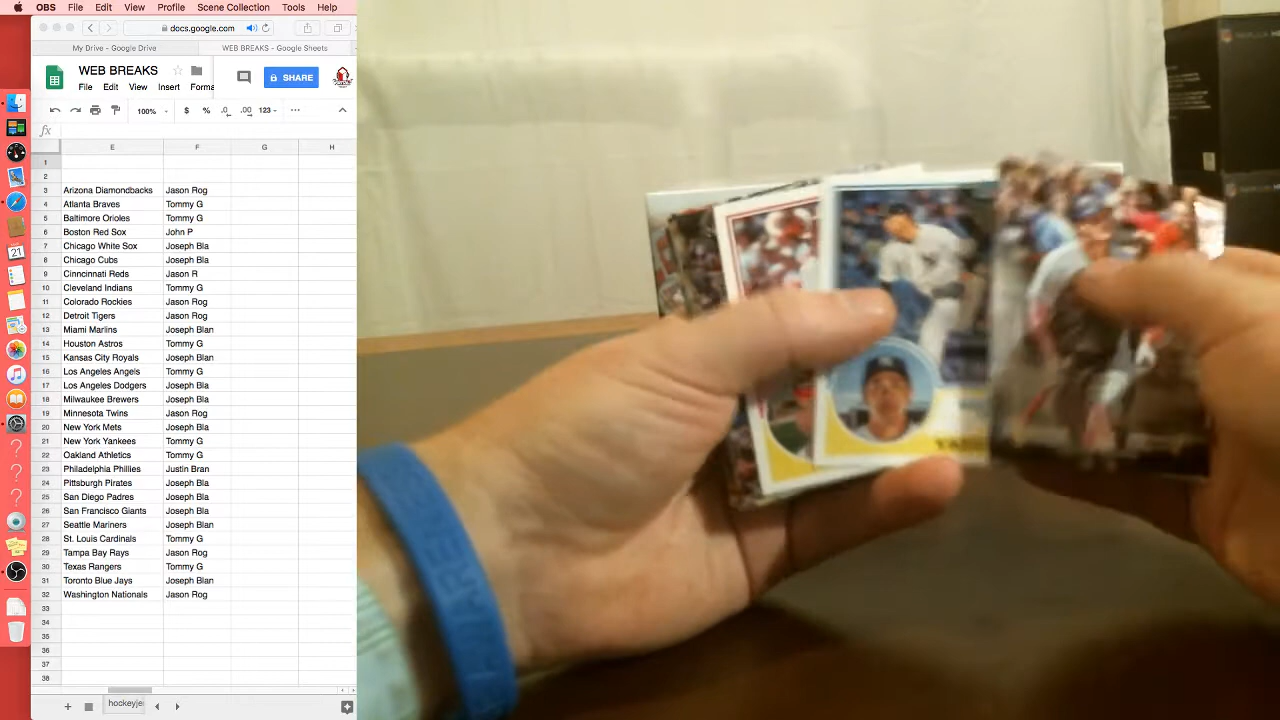 OBS File Edit View Profile Scene Collection Tools Help
docs.google.com
My Drive - Google Drive WEB BREAKS - Google Sheets
WEB BREAKS
File Edit View Insert Forma
SHARE
100% $ % .0 .00 123
fx
E F G H
1
2
3 Arizona Diamondbacks Jason Rog
4 Atlanta Braves Tommy G
5 Baltimore Orioles Tommy G
6 Boston Red Sox John P
7 Chicago White Sox Joseph Bla
8 Chicago Cubs Joseph Bla
9 Cinncinati Reds Jason R
10 Cleveland Indians Tommy G
11 Colorado Rockies Jason Rog
12 Detroit Tigers Jason Rog
13 Miami Marlins Joseph Blan
14 Houston Astros Tommy G
15 Kansas City Royals Joseph Blan
16 Los Angeles Angels Tommy G
17 Los Angeles Dodgers Joseph Bla
18 Milwaukee Brewers Joseph Bla
19 Minnesota Twins Jason Rog
20 New York Mets Joseph Bla
21 New York Yankees Tommy G
22 Oakland Athletics Tommy G
23 Philadelphia Phillies Justin Bran
24 Pittsburgh Pirates Joseph Bla
25 San Diego Padres Joseph Bla
26 San Francisco Giants Joseph Bla
27 Seattle Mariners Joseph Blan
28 St. Louis Cardinals Tommy G
29 Tampa Bay Rays Jason Rog
30 Texas Rangers Tommy G
31 Toronto Blue Jays Joseph Blan
32 Washington Nationals Jason Rog
33
34
35
36
37
38
hockeyje
21